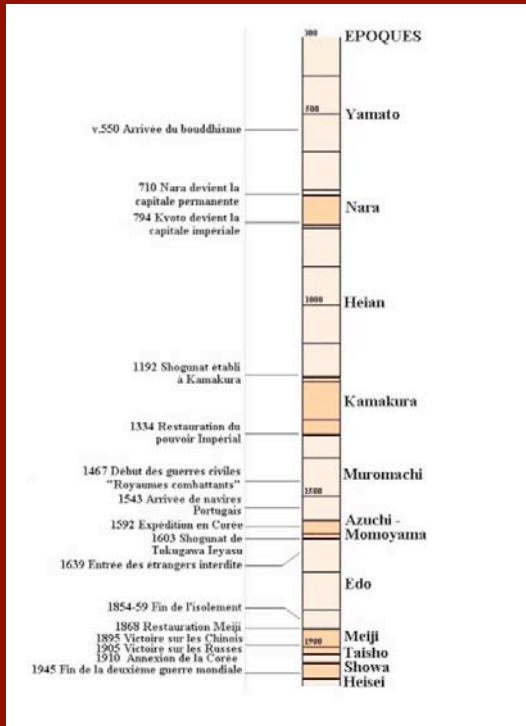 300
EPOQUES
500
Yamato
v.550 Arrivée du bouddhisme
710 Nara devient la
capitale permanente
Nara
794 Kyoto devient la
capitale impériale
1000
Heian
1192 Shogunat établi
à Kamakura
Kamakura
1334 Restauration du
pouvoir Impérial
1467 Début des guerres civiles
"Royaumes combattants"
Muromachi
1500
1543 Arrivée de navires
Portugais
1592 Expédition en Corée
Azuchi -
Momoyama
1603 Shogunat de
Tokugawa Ieyasu
1639 Entrée des étrangers interdite
Edo
1854-59 Fin de l'isolement
1868 Restauration Meiji
1895 Victoire sur les Chinois
1900
Meiji
1905 Victoire sur les Russes
Taisho
1910 Annexion de la Corée
1945 Fin de la deuxième guerre mondiale
Showa
Heisei